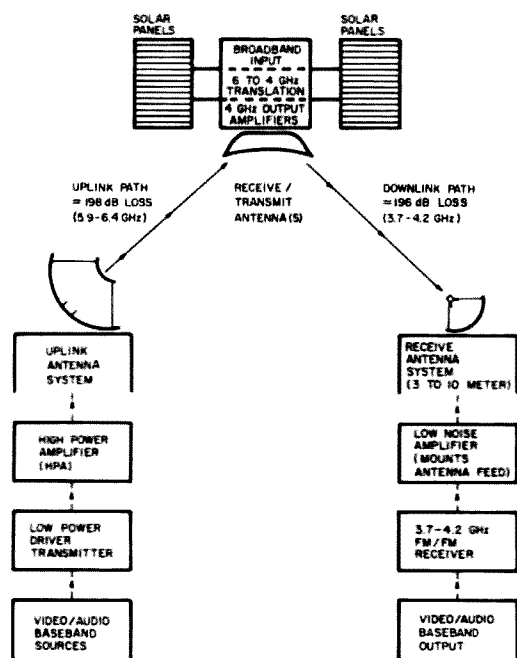 SOLAR
PANELS
BROADBAND
INPUT
6 TO 4 GHz
TRANSLATION
4 GHz OUTPUT
AMPLIFIERS
SOLAR
PANELS
UPLINK PATH
≈198 dB LOSS
(5.9-6.4 GHz)
RECEIVE/
TRANSMIT
ANTENNA(S)
DOWNLINK PATH
≈196 dB LOSS
(3.7-4.2 GHz)
UPLINK
ANTENNA
SYSTEM
HIGH POWER
AMPLIFIER
(HPA)
LOW POWER
DRIVER
TRANSMITTER
VIDEO/AUDIO
BASEBAND
SOURCES
RECEIVE
ANTENNA
SYSTEM
(3 TO 10 METER)
LOW NOISE
AMPLIFIER
(MOUNTS
ANTENNA FEED)
3.7-4.2 GHz
FM/FM
RECEIVER
VIDEO/AUDIO
BASEBAND
OUTPUT